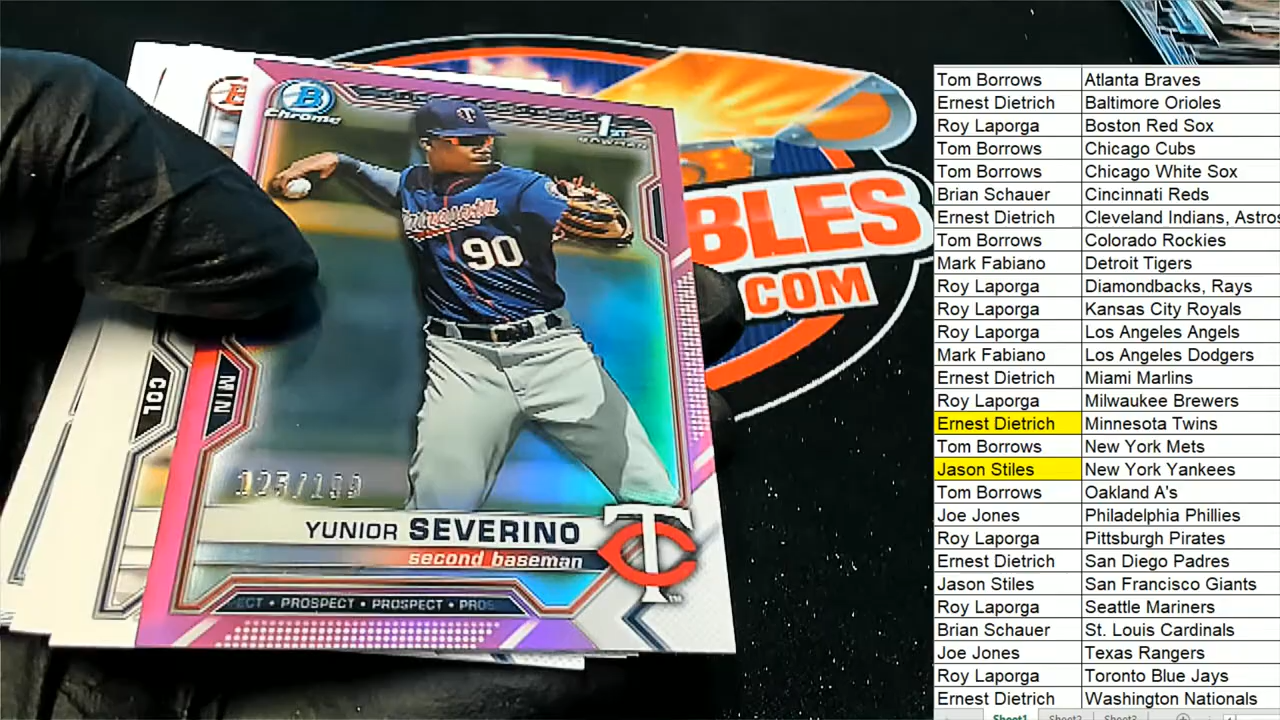 B
Chrome
1ST
BOWMAN
Minnesota
90
COL
MIN
YUNIOR SEVERINO
second baseman
T
C
• PROSPECT • PROSPECT •
BLES
.COM
Tom Borrows Atlanta Braves
Ernest Dietrich Baltimore Orioles
Roy Laporga Boston Red Sox
Tom Borrows Chicago Cubs
Tom Borrows Chicago White Sox
Brian Schauer Cincinnati Reds
Ernest Dietrich Cleveland Indians, Astro
Tom Borrows Colorado Rockies
Mark Fabiano Detroit Tigers
Roy Laporga Diamondbacks, Rays
Roy Laporga Kansas City Royals
Roy Laporga Los Angeles Angels
Mark Fabiano Los Angeles Dodgers
Ernest Dietrich Miami Marlins
Roy Laporga Milwaukee Brewers
Ernest Dietrich Minnesota Twins
Tom Borrows New York Mets
Jason Stiles New York Yankees
Tom Borrows Oakland A's
Joe Jones Philadelphia Phillies
Roy Laporga Pittsburgh Pirates
Ernest Dietrich San Diego Padres
Jason Stiles San Francisco Giants
Roy Laporga Seattle Mariners
Brian Schauer St. Louis Cardinals
Joe Jones Texas Rangers
Roy Laporga Toronto Blue Jays
Ernest Dietrich Washington Nationals
Sheet1 Sheet2 Sheet3